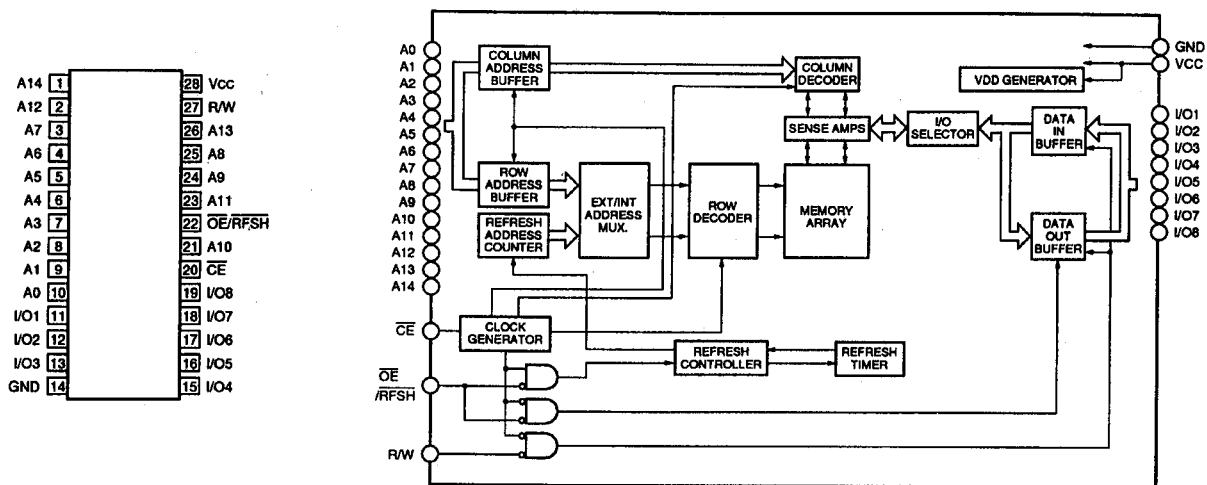 A14 1
A12 2
A7 3
A6 4
A5 5
A4 6
A3 7
A2 8
A1 9
A0 10
I/O1 11
I/O2 12
I/O3 13
GND 14
28 Vcc
27 R/W
26 A13
25 A8
24 A9
23 A11
22 OE/RFSH
21 A10
20 CE
19 I/O8
18 I/O7
17 I/O6
16 I/O5
15 I/O4
A0
A1
A2
A3
A4
A5
A6
A7
A8
A9
A10
A11
A12
A13
A14
CE
OE
/RFSH
R/W
COLUMN
ADDRESS
BUFFER
ROW
ADDRESS
BUFFER
REFRESH
ADDRESS
COUNTER
EXT/INT
ADDRESS
MUX.
ROW
DECODER
COLUMN
DECODER
SENSE AMPS
MEMORY
ARRAY
I/O
SELECTOR
DATA
IN
BUFFER
DATA
OUT
BUFFER
VDD GENERATOR
CLOCK
GENERATOR
REFRESH
CONTROLLER
REFRESH
TIMER
GND
VCC
I/O1
I/O2
I/O3
I/O4
I/O5
I/O6
I/O7
I/O8